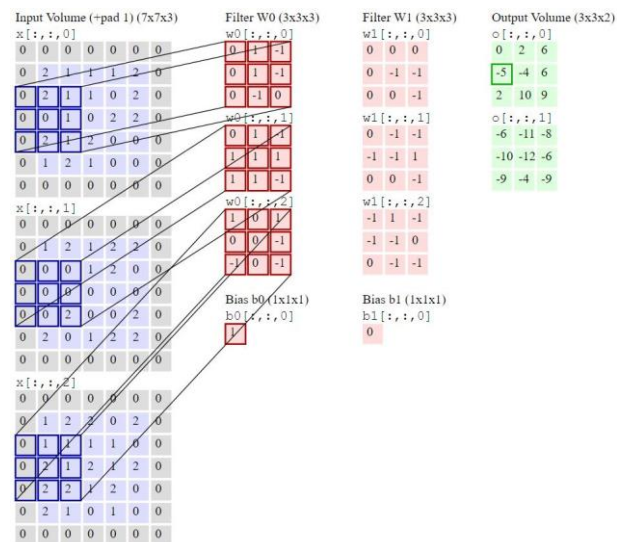 Input Volume (+pad 1) (7x7x3)
x[:,:,0]
0 0 0 0 0 0 0
0 2 1 1 1 2 0
0 2 1 1 0 2 0
0 0 1 0 2 2 0
0 2 1 2 0 0 0
0 1 2 1 0 0 0
0 0 0 0 0 0 0
x[:,:,1]
0 0 0 0 0 0 0
0 1 2 1 2 2 0
0 0 0 1 2 0 0
0 0 0 0 0 0 0
0 0 2 0 0 2 0
0 2 0 1 2 2 0
0 0 0 0 0 0 0
x[:,:,2]
0 0 0 0 0 0 0
0 1 2 2 0 2 0
0 1 1 1 1 0 0
0 2 1 2 1 2 0
0 2 2 1 2 0 0
0 2 1 0 1 0 0
0 0 0 0 0 0 0
Filter W0 (3x3x3)
w0[:,:,0]
0 1 -1
0 1 -1
0 -1 0
w0[:,:,1]
0 1 -1
1 1 1
1 1 -1
w0[:,:,2]
1 0 1
0 0 -1
-1 0 -1
Bias b0 (1x1x1)
b0[:,:,0]
1
Filter W1 (3x3x3)
w1[:,:,0]
0 0 0
0 -1 -1
0 0 -1
w1[:,:,1]
0 -1 -1
-1 -1 1
0 0 -1
w1[:,:,2]
-1 1 -1
-1 -1 0
0 -1 -1
Bias b1 (1x1x1)
b1[:,:,0]
0
Output Volume (3x3x2)
o[:,:,0]
0 2 6
-5 -4 6
2 10 9
o[:,:,1]
-6 -11 -8
-10 -12 -6
-9 -4 -9